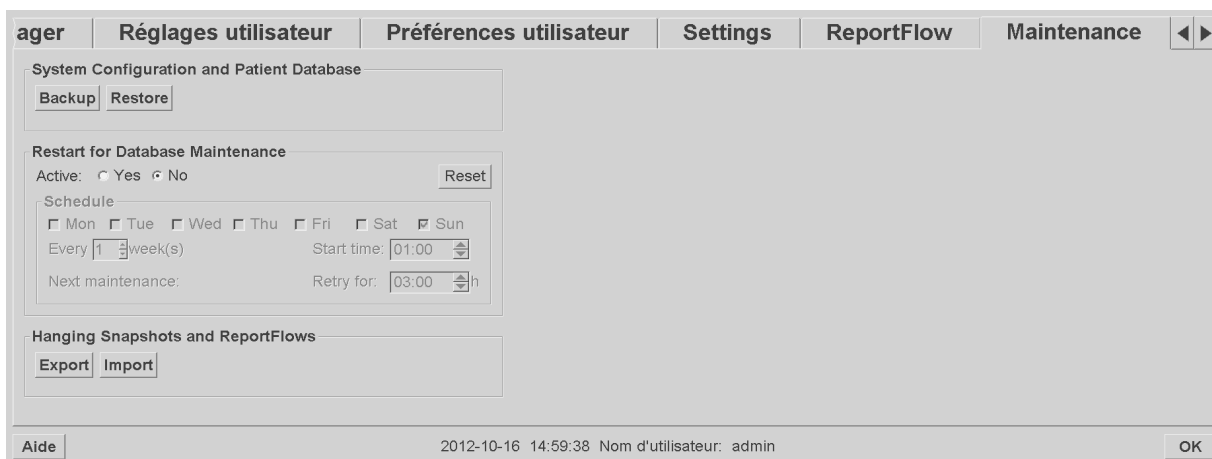 ager Réglages utilisateur Préférences utilisateur Settings ReportFlow Maintenance
System Configuration and Patient Database
Backup Restore
Restart for Database Maintenance
Active: Yes No Reset
Schedule
Mon Tue Wed Thu Fri Sat Sun
Every 1 week(s) Start time: 01:00
Next maintenance: Retry for: 03:00 h
Hanging Snapshots and ReportFlows
Export Import
Aide 2012-10-16 14:59:38 Nom d'utilisateur: admin OK